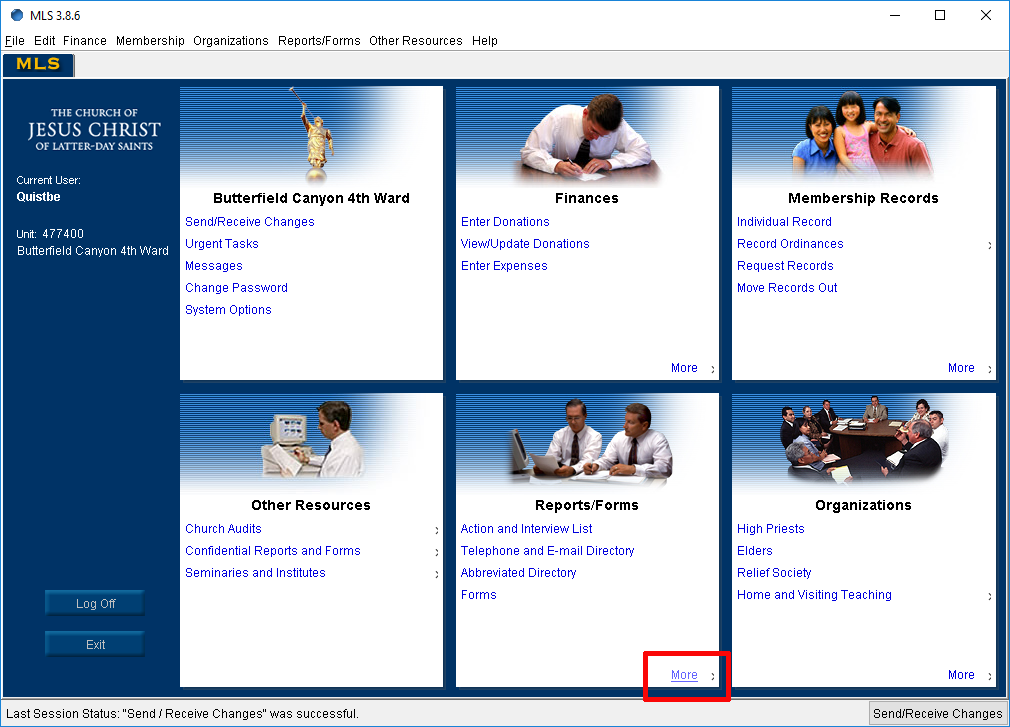 MLS 3.8.6
File Edit Finance Membership Organizations Reports/Forms Other Resources Help
MLS
THE CHURCH OF
JESUS CHRIST
OF LATTER-DAY SAINTS
Current User:
Quistbe
Unit: 477400
Butterfield Canyon 4th Ward
Log Off
Exit
Butterfield Canyon 4th Ward
Send/Receive Changes
Urgent Tasks
Messages
Change Password
System Options
Finances
Enter Donations
View/Update Donations
Enter Expenses
More
Membership Records
Individual Record
Record Ordinances
Request Records
Move Records Out
More
Other Resources
Church Audits
Confidential Reports and Forms
Seminaries and Institutes
Reports/Forms
Action and Interview List
Telephone and E-mail Directory
Abbreviated Directory
Forms
More
Organizations
High Priests
Elders
Relief Society
Home and Visiting Teaching
More
Last Session Status: "Send / Receive Changes" was successful.
Send/Receive Changes